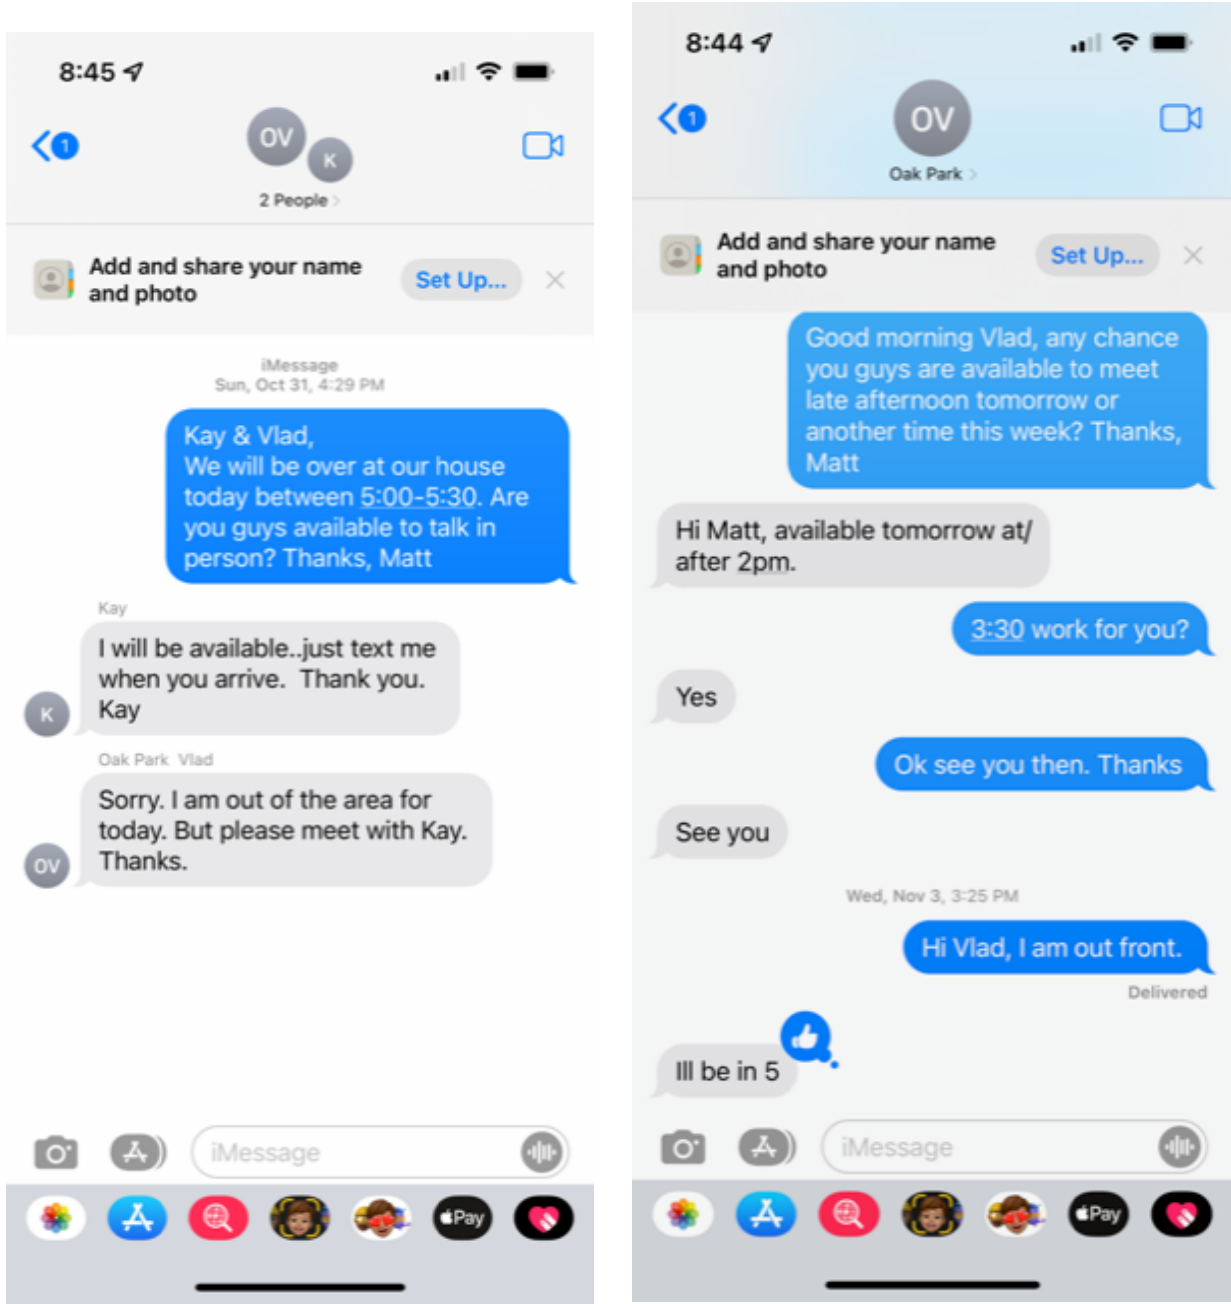 8:45
1
OV
K
2 People
Add and share your name
and photo
Set Up...
iMessage
Sun, Oct 31, 4:29 PM
Kay & Vlad,
We will be over at our house
today between 5:00-5:30. Are
you guys available to talk in
person? Thanks, Matt
Kay
I will be available..just text me
when you arrive.  Thank you.
Kay
K
Oak Park  Vlad
Sorry. I am out of the area for
today. But please meet with Kay.
Thanks.
OV
iMessage
Pay
8:44
1
OV
Oak Park
Add and share your name
and photo
Set Up...
Good morning Vlad, any chance
you guys are available to meet
late afternoon tomorrow or
another time this week? Thanks,
Matt
Hi Matt, available tomorrow at/
after 2pm.
3:30 work for you?
Yes
Ok see you then. Thanks
See you
Wed, Nov 3, 3:25 PM
Hi Vlad, I am out front.
Delivered
Ill be in 5
iMessage
Pay